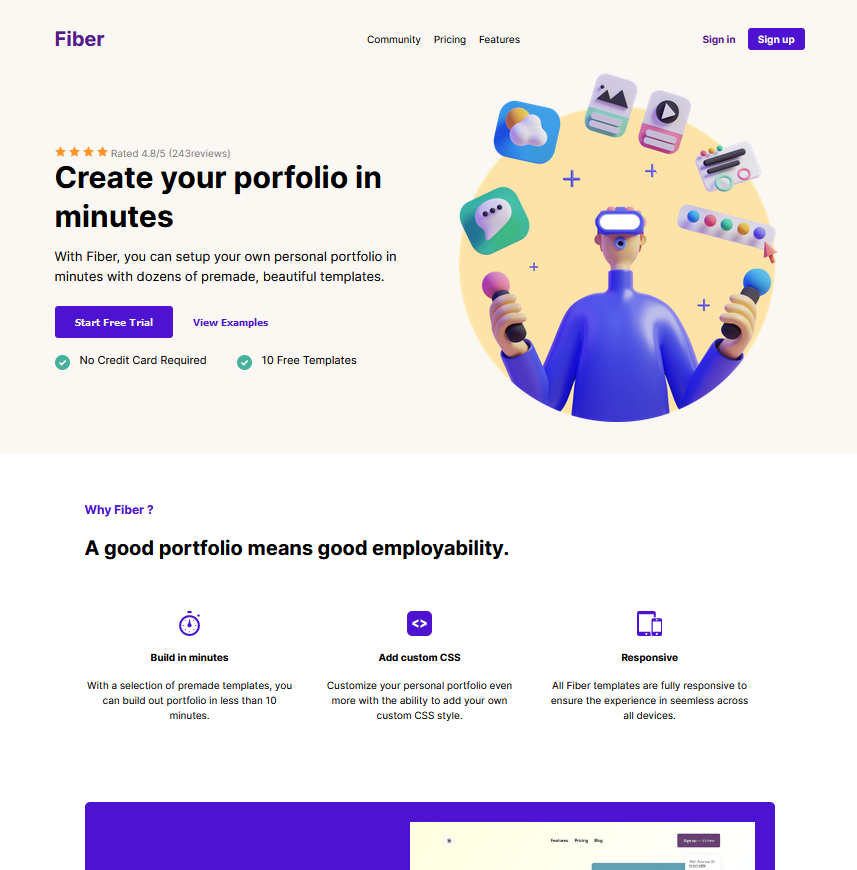 Fiber
Community Pricing Features
Sign in Sign up
Rated 4.8/5 (243reviews)
Create your porfolio in
minutes
With Fiber, you can setup your own personal portfolio in
minutes with dozens of premade, beautiful templates.
Start Free Trial View Examples
No Credit Card Required 10 Free Templates
Why Fiber ?
A good portfolio means good employability.
Build in minutes
With a selection of premade templates, you
can build out portfolio in less than 10
minutes.
Add custom CSS
Customize your personal portfolio even
more with the ability to add your own
custom CSS style.
Responsive
All Fiber templates are fully responsive to
ensure the experience in seemless across
all devices.
Features Pricing Blog
Sign up